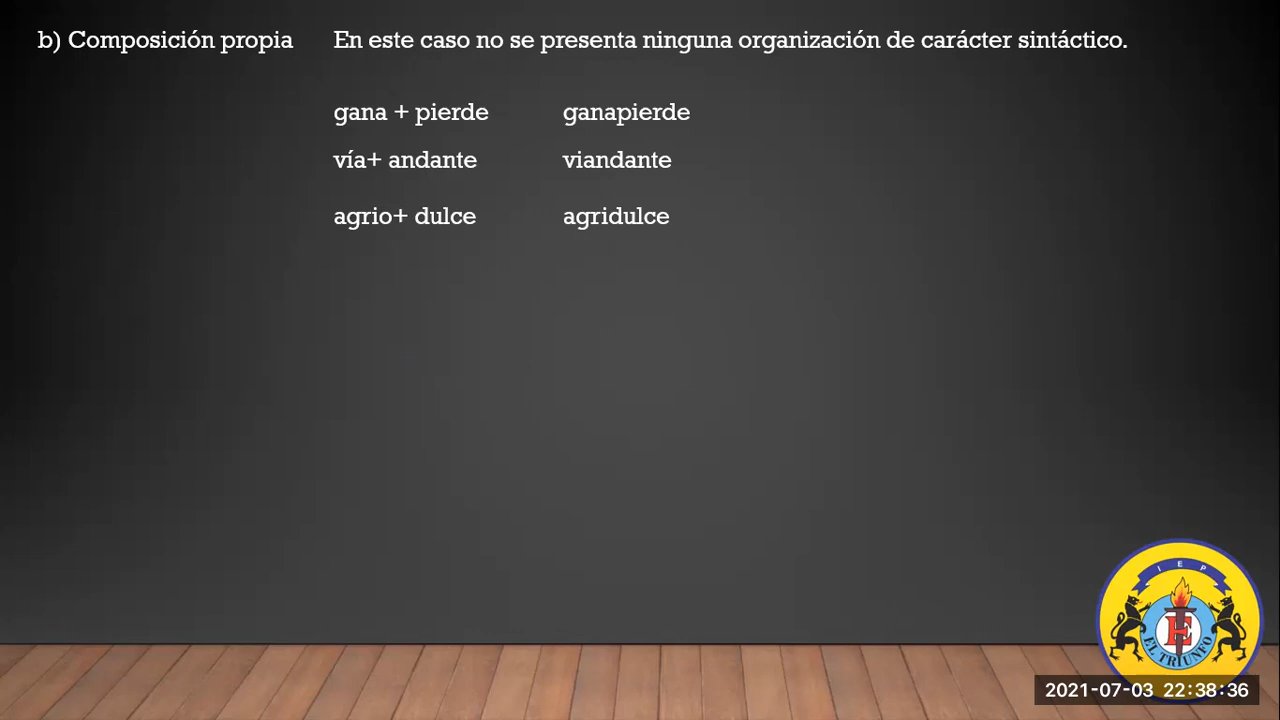 b) Composición propia En este caso no se presenta ninguna organización de carácter sintáctico.
gana + pierde ganapierde
vía+ andante viandante
agrio+ dulce agridulce
I E P
E
EL TRIUNFO
2021-07-03 22:38:36